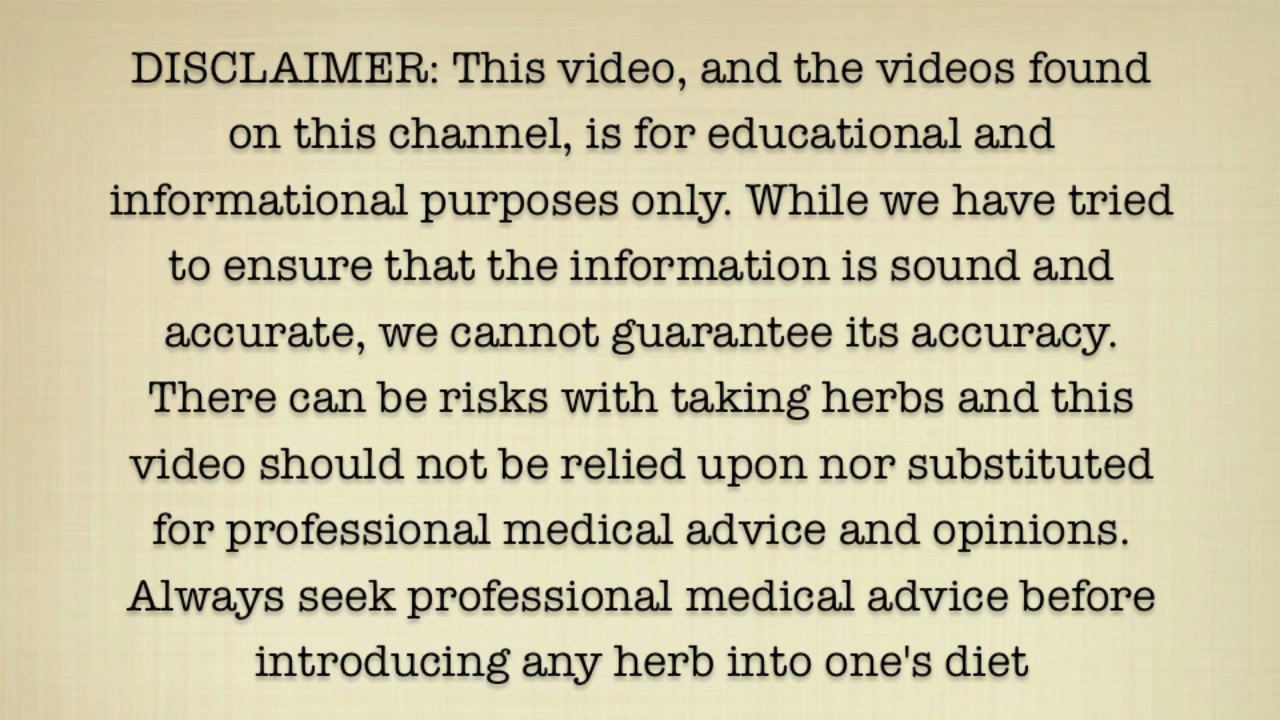 DISCLAIMER: This video, and the videos found
on this channel, is for educational and
informational purposes only. While we have tried
to ensure that the information is sound and
accurate, we cannot guarantee its accuracy.
There can be risks with taking herbs and this
video should not be relied upon nor substituted
for professional medical advice and opinions.
Always seek professional medical advice before
introducing any herb into one's diet